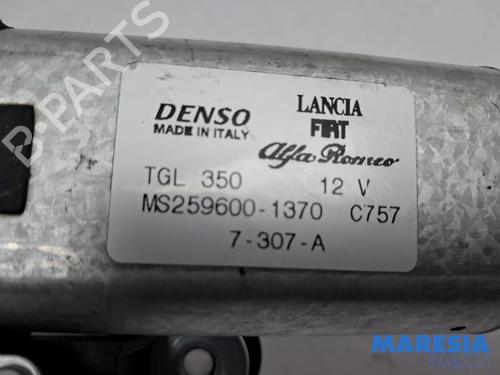 B-Parts
DENSO
MADE IN ITALY
LANCIA
FIAT
Alfa Romeo
TGL 350 12 V
MS259600-1370 C757
7-307-A
MARESIA